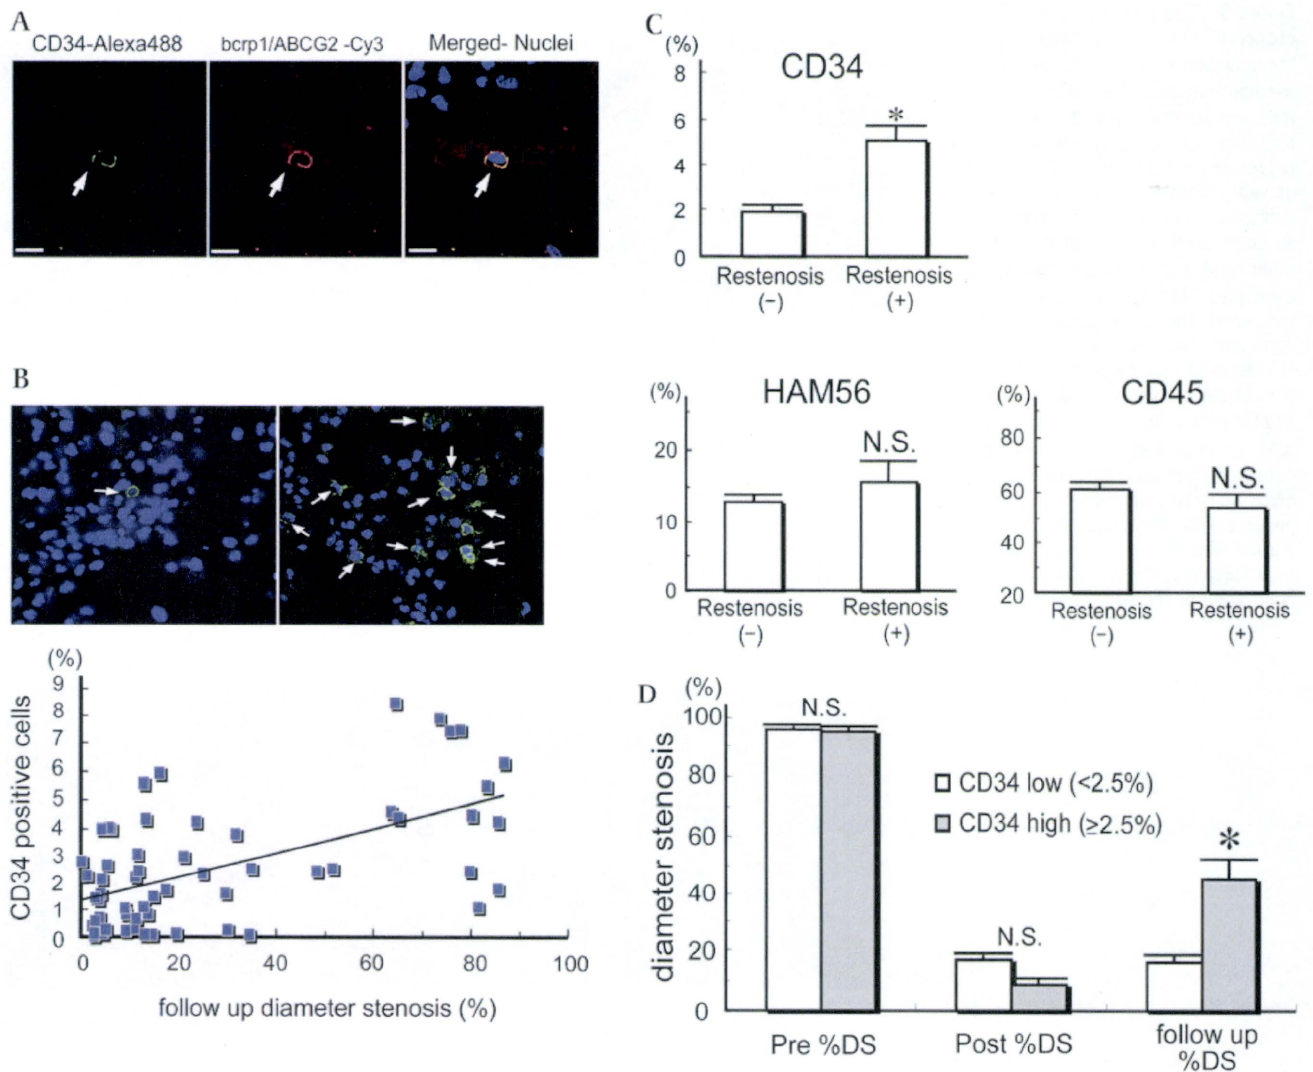 A
CD34-Alexa488 bcrp1/ABCG2 -Cy3 Merged- Nuclei
B
(%)
9
8
7
6
5
4
3
2
1
0
CD34 positive cells
0 20 40 60 80 100
follow up diameter stenosis (%)
C
(%)
CD34
8
6
4
2
0
*
Restenosis Restenosis
(−) (+)
(%)
HAM56
20
10
0
N.S.
Restenosis Restenosis
(−) (+)
(%)
CD45
80
60
40
20
N.S.
Restenosis Restenosis
(−) (+)
D
(%)
100
80
60
40
20
0
diameter stenosis
N.S.
CD34 low (<2.5%)
CD34 high (≥2.5%)
N.S.
*
Pre %DS Post %DS follow up
%DS